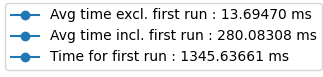 Avg time excl. first run : 13.69470 ms
Avg time incl. first run : 280.08308 ms
Time for first run : 1345.63661 ms